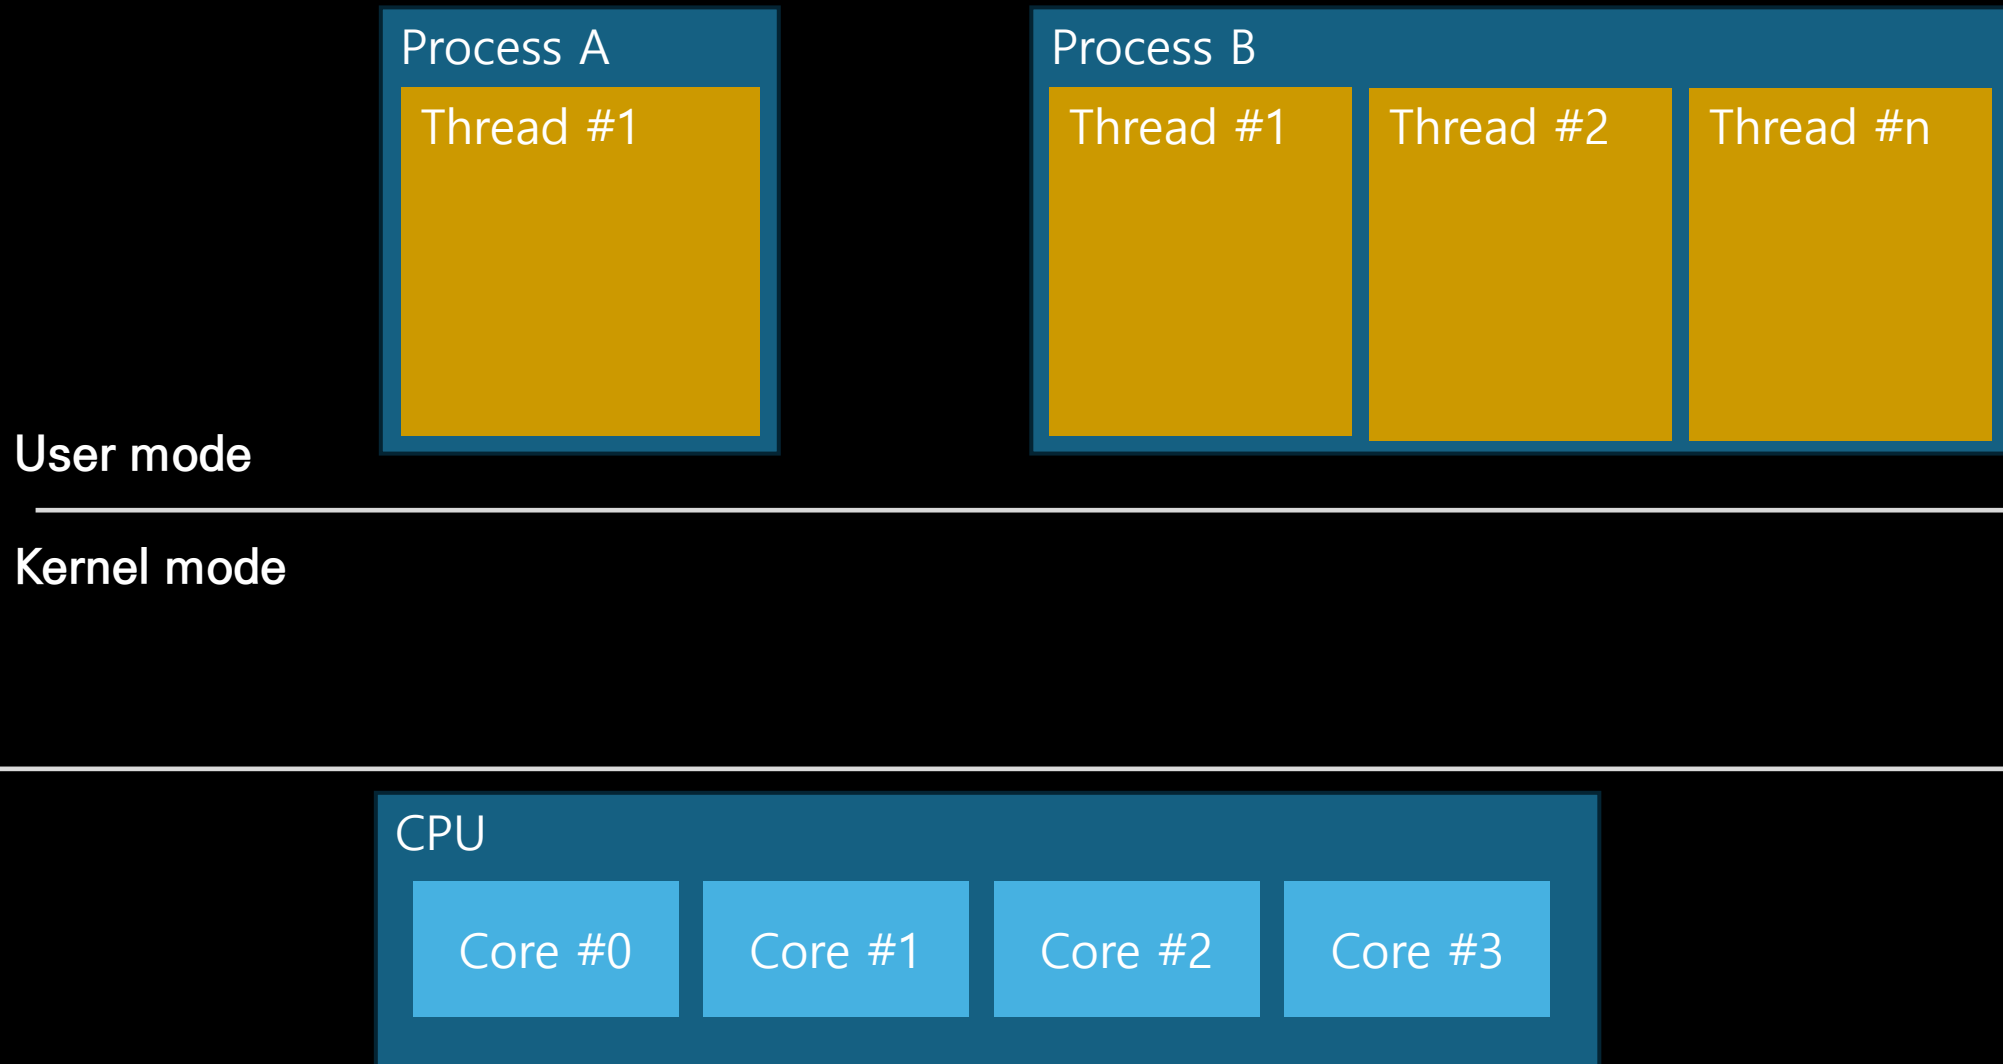 Process A
Thread #1
Process B
Thread #1
Thread #2
Thread #n
User mode
Kernel mode
CPU
Core #0
Core #1
Core #2
Core #3